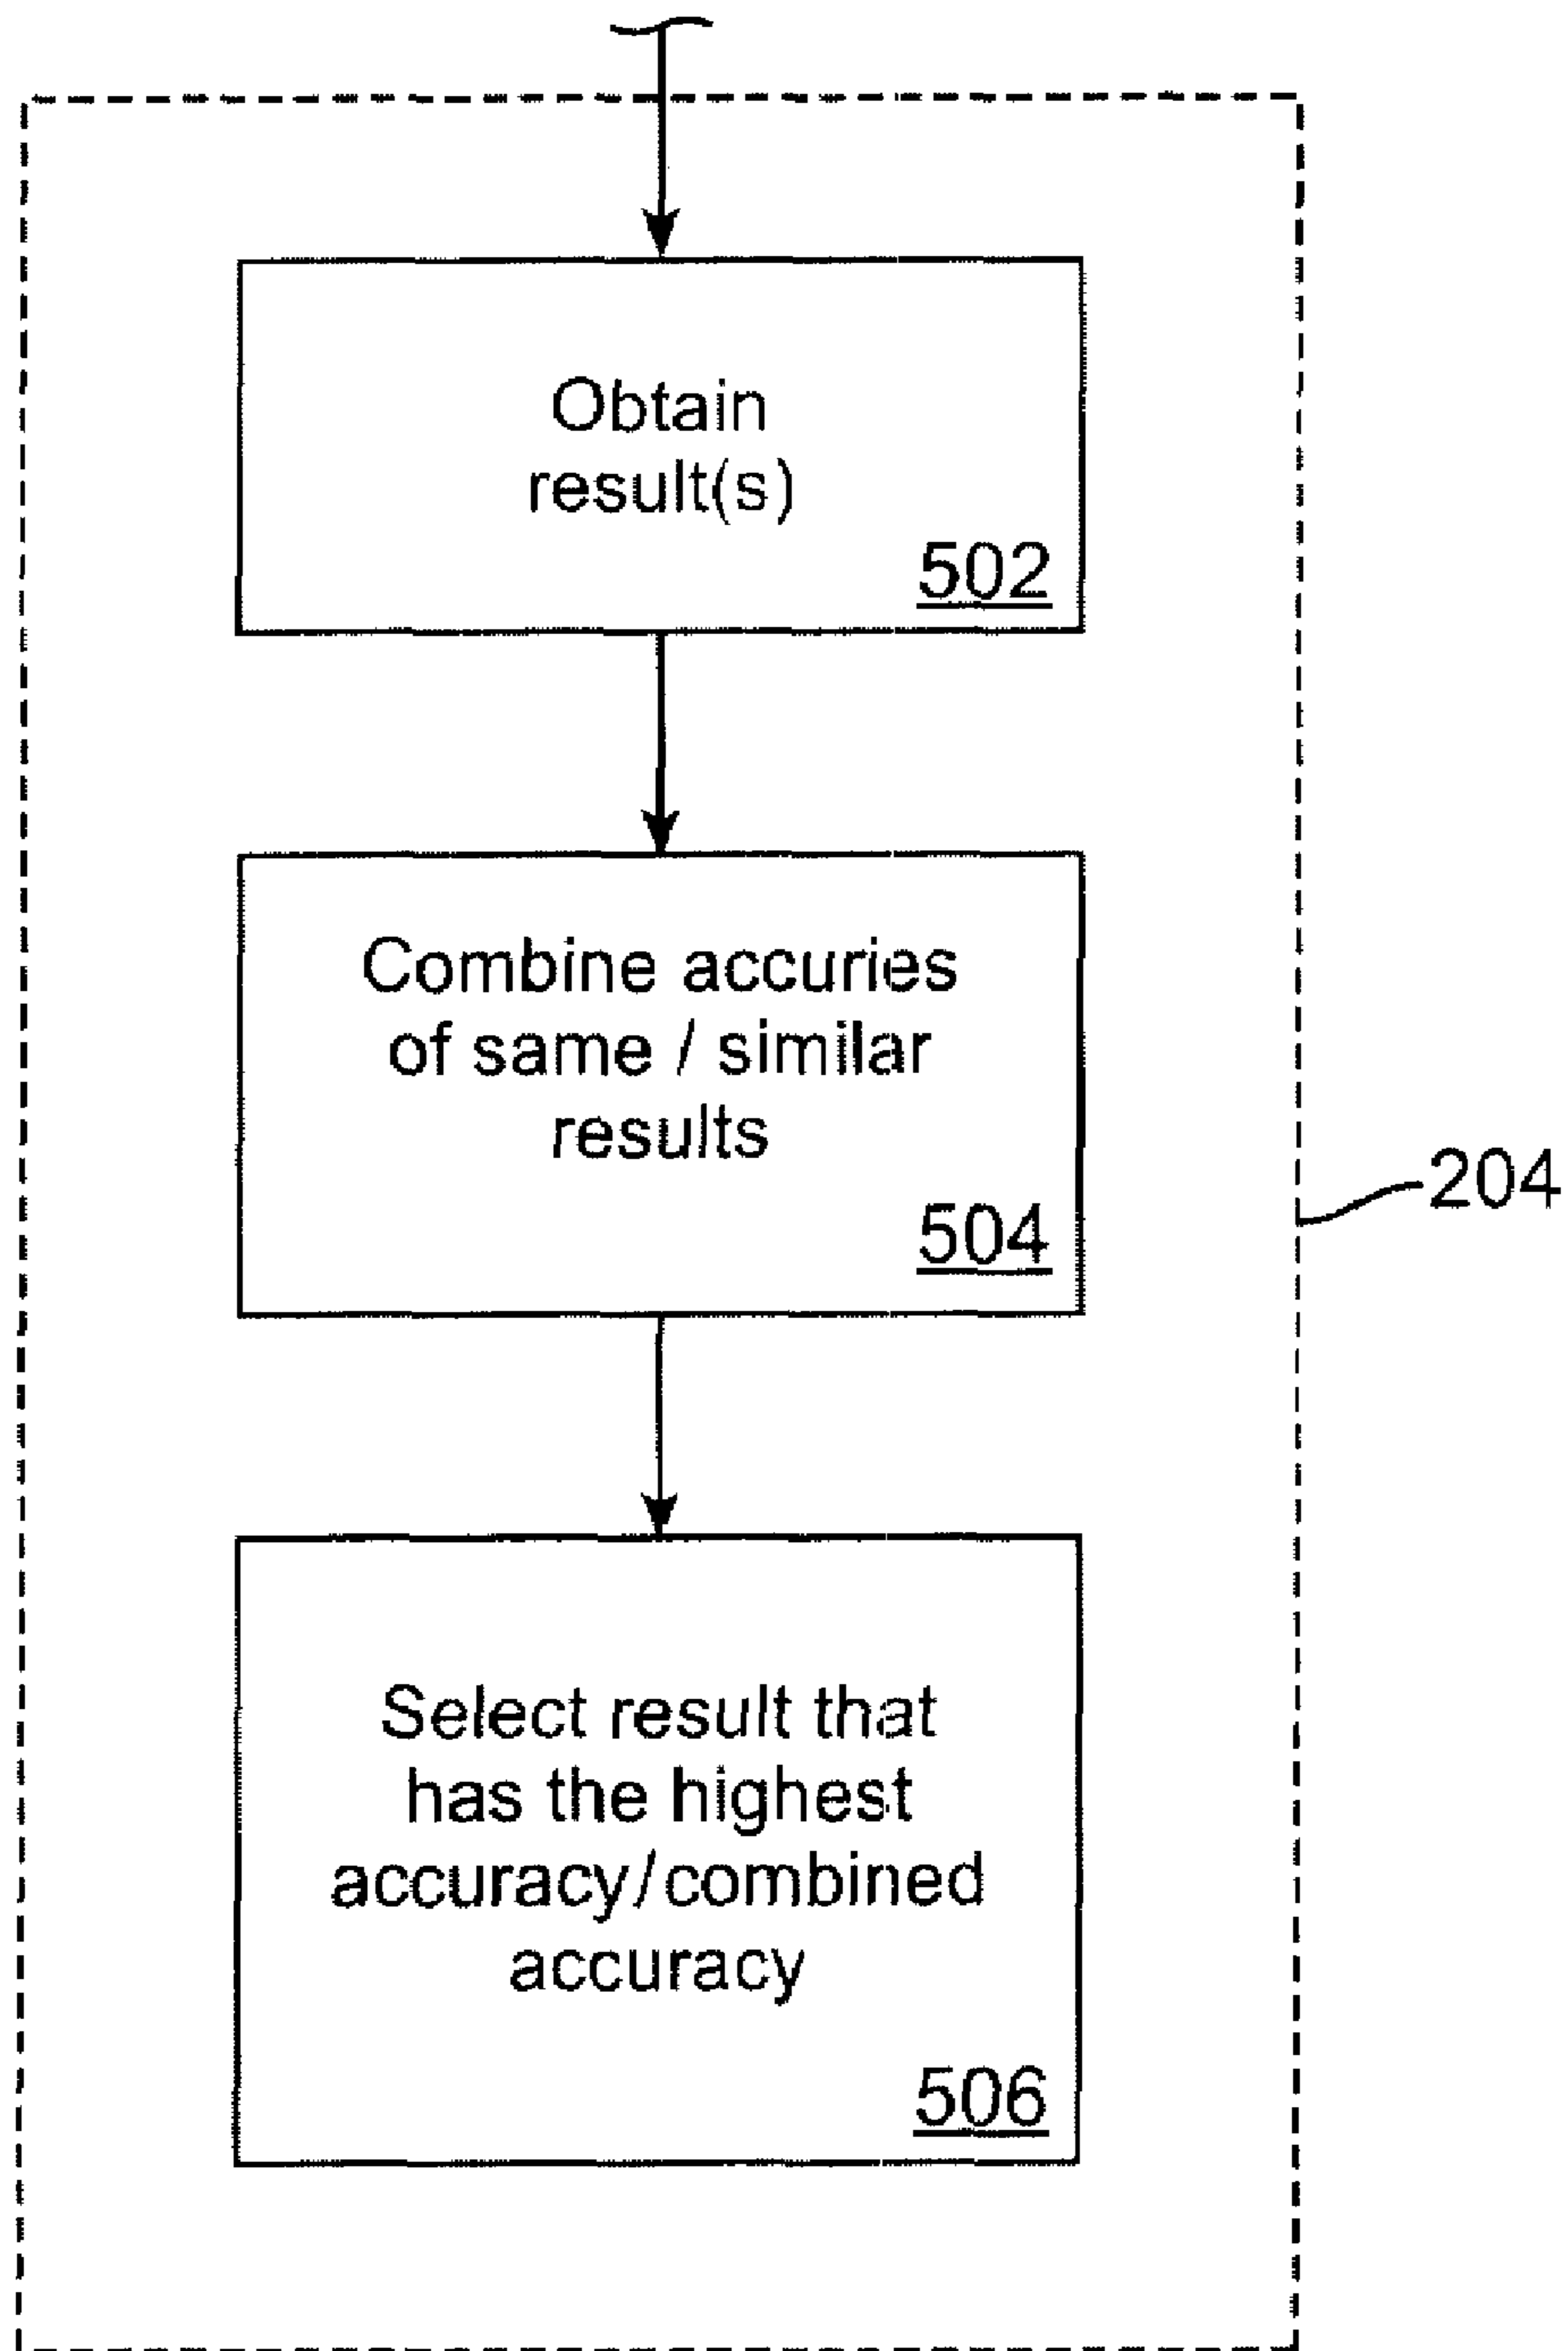 Obtain
result(s)
502
Combine accuries
of same / similar
results
504
204
Select result that
has the highest
accuracy/combined
accuracy
506